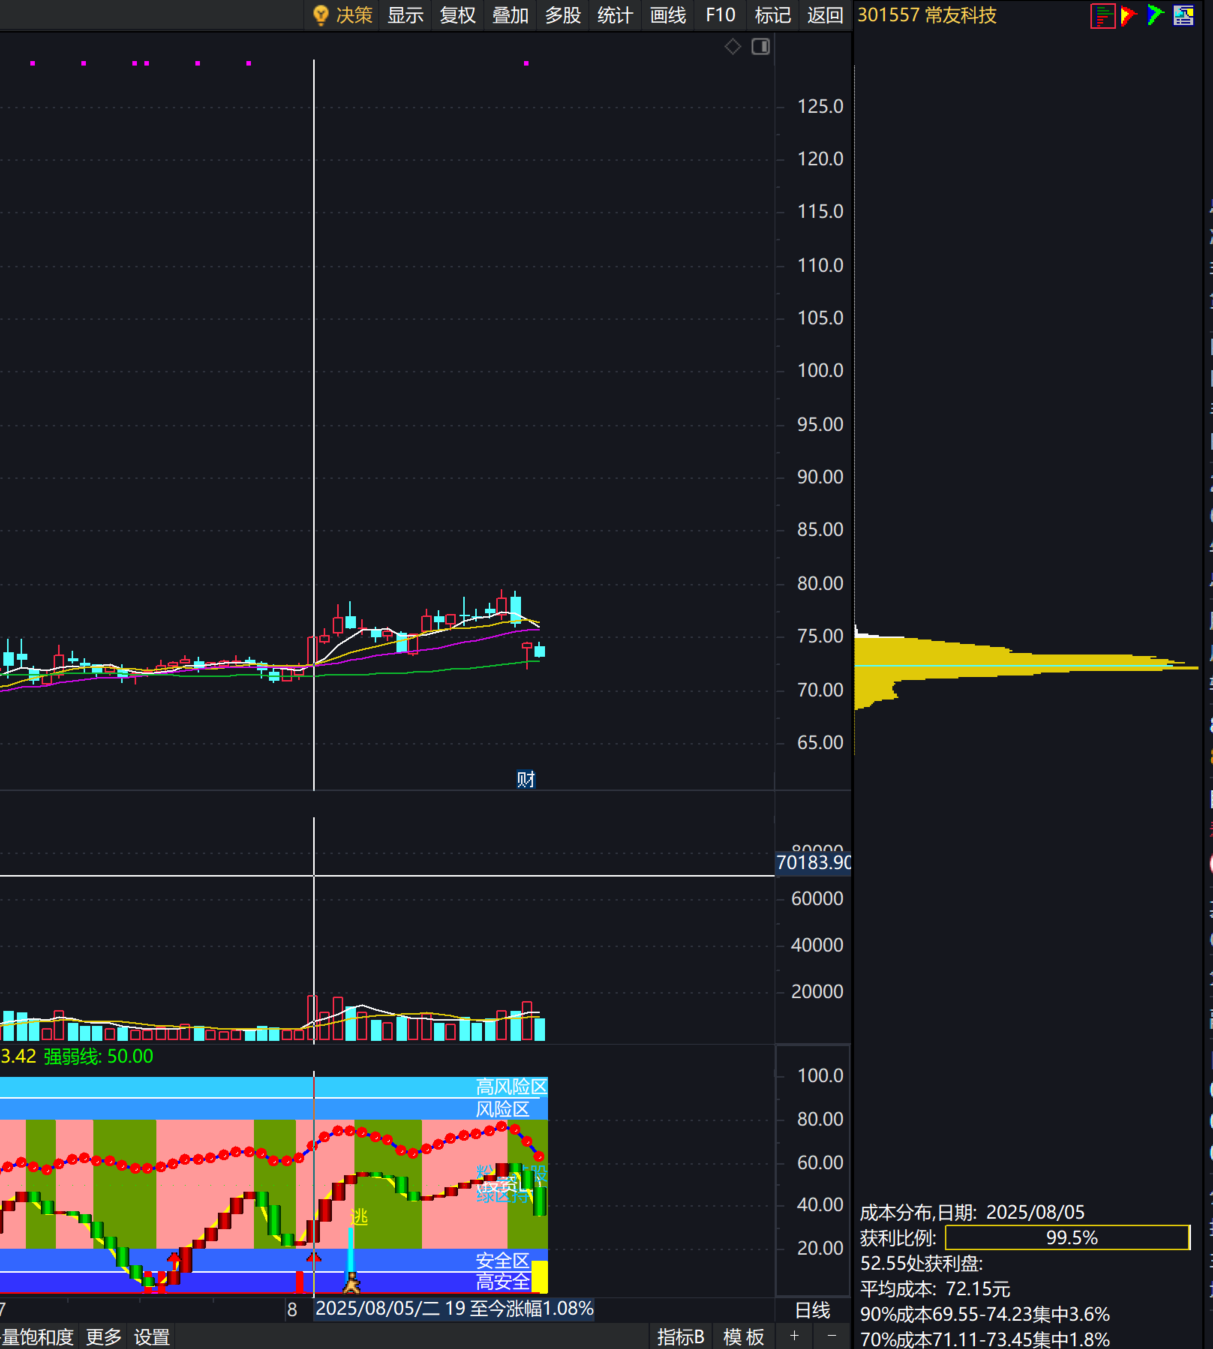 决策 显示 复权 叠加 多股 统计 画线 F10 标记 返回
301557 常友科技
125.0
120.0
115.0
110.0
105.0
100.0
95.00
90.00
85.00
80.00
75.00
70.00
65.00
财
80000
70183.90
60000
40000
20000
3.42 强弱线: 50.00
高风险区
风险区
100.0
80.00
60.00
40.00
20.00
逃
安全区
高安全
成本分布,日期: 2025/08/05
获利比例: 99.5%
52.55处获利盘:
平均成本: 72.15元
90%成本69.55-74.23集中3.6%
70%成本71.11-73.45集中1.8%
7 8 2025/08/05/二 19 至今涨幅1.08% 日线
量饱和度 更多 设置 指标B 模板 + −